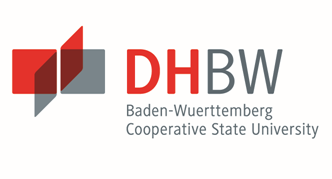 DHBW
Baden-Wuerttemberg
Cooperative State University